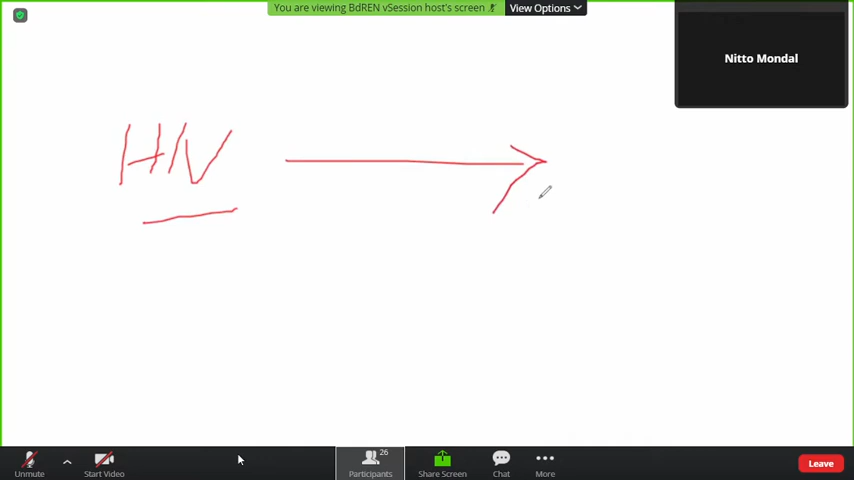 You are viewing BdREN vSession host's screen
View Options
Nitto Mondal
HIV
Unmute
Start Video
Participants
26
Share Screen
Chat
More
Leave